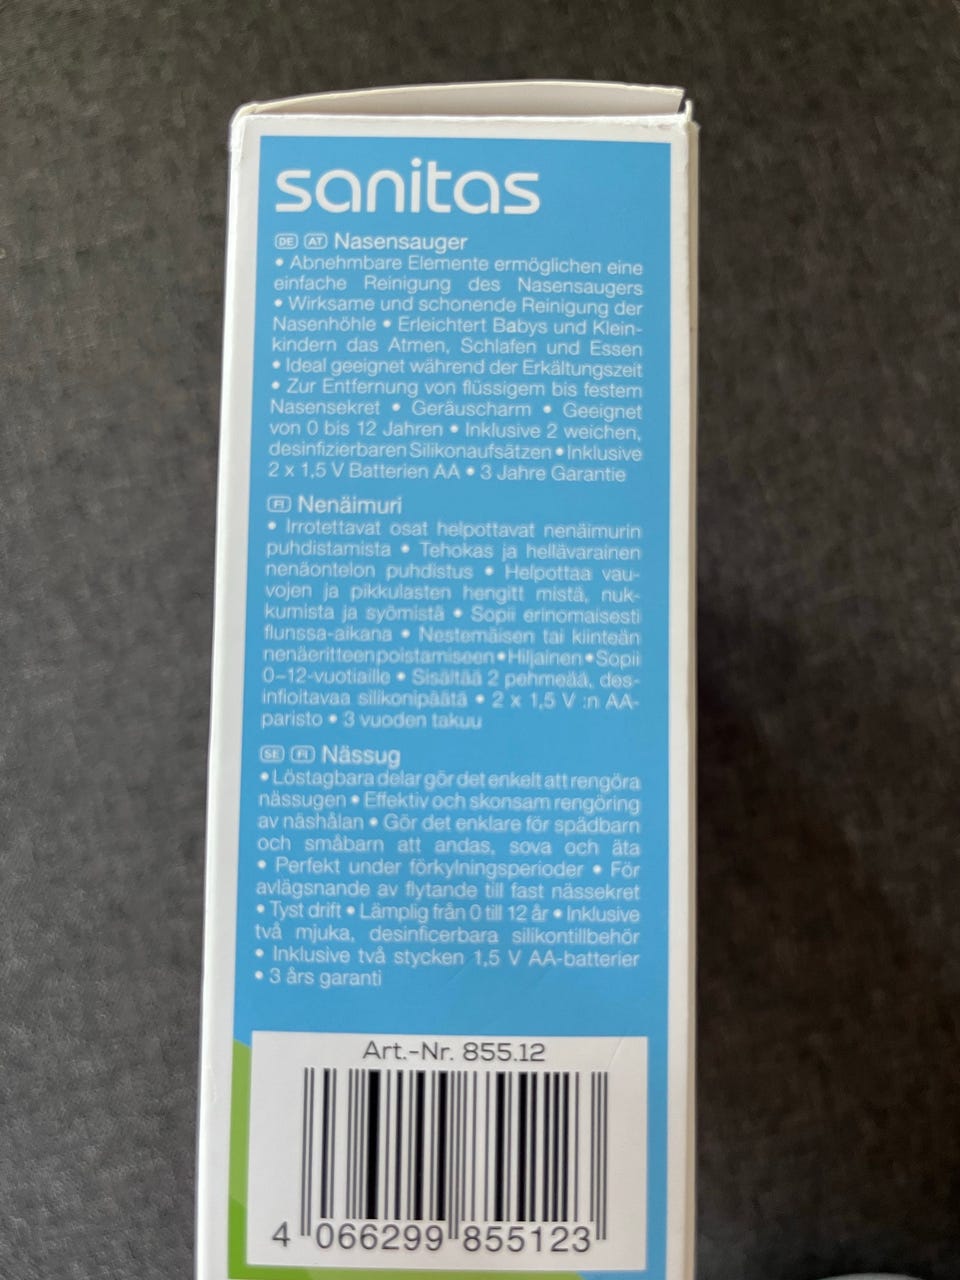 sanitas
DE AT Nasensauger
• Abnehmbare Elemente ermöglichen eine
einfache Reinigung des Nasensaugers
• Wirksame und schonende Reinigung der
Nasenhöhle • Erleichtert Babys und Klein-
kindern das Atmen, Schlafen und Essen
• Ideal geeignet während der Erkältungszeit
• Zur Entfernung von flüssigem bis festem
Nasensekret • Geräuscharm • Geeignet
von 0 bis 12 Jahren • Inklusive 2 weichen,
desinfizierbaren Silikonaufsätzen • Inklusive
2 x 1,5 V Batterien AA • 3 Jahre Garantie
FI Nenäimuri
• Irrotettavat osat helpottavat nenäimurin
puhdistamista • Tehokas ja hellävarainen
nenäontelon puhdistus • Helpottaa vau-
vojen ja pikkulasten hengitt mistä, nuk-
kumista ja syömistä • Sopii erinomaisesti
flunssa-aikana • Nestemäisen tai kiinteän
nenäeritteen poistamiseen • Hiljainen • Sopii
0–12-vuotiaille • Sisältää 2 pehmeää, des-
infioitavaa silikonipäätä • 2 x 1,5 V :n AA-
paristo • 3 vuoden takuu
SE FI Nässug
• Löstagbara delar gör det enkelt att rengöra
nässugen • Effektiv och skonsam rengöring
av näshålan • Gör det enklare för spädbarn
och småbarn att andas, sova och äta
• Perfekt under förkylningsperioder • För
avlägsnande av flytande till fast nässekret
• Tyst drift • Lämplig från 0 till 12 år • Inklusive
två mjuka, desinficerbara silikontillbehör
• Inklusive två stycken 1,5 V AA-batterier
• 3 års garanti
Art.-Nr. 855.12
4 066299 855123